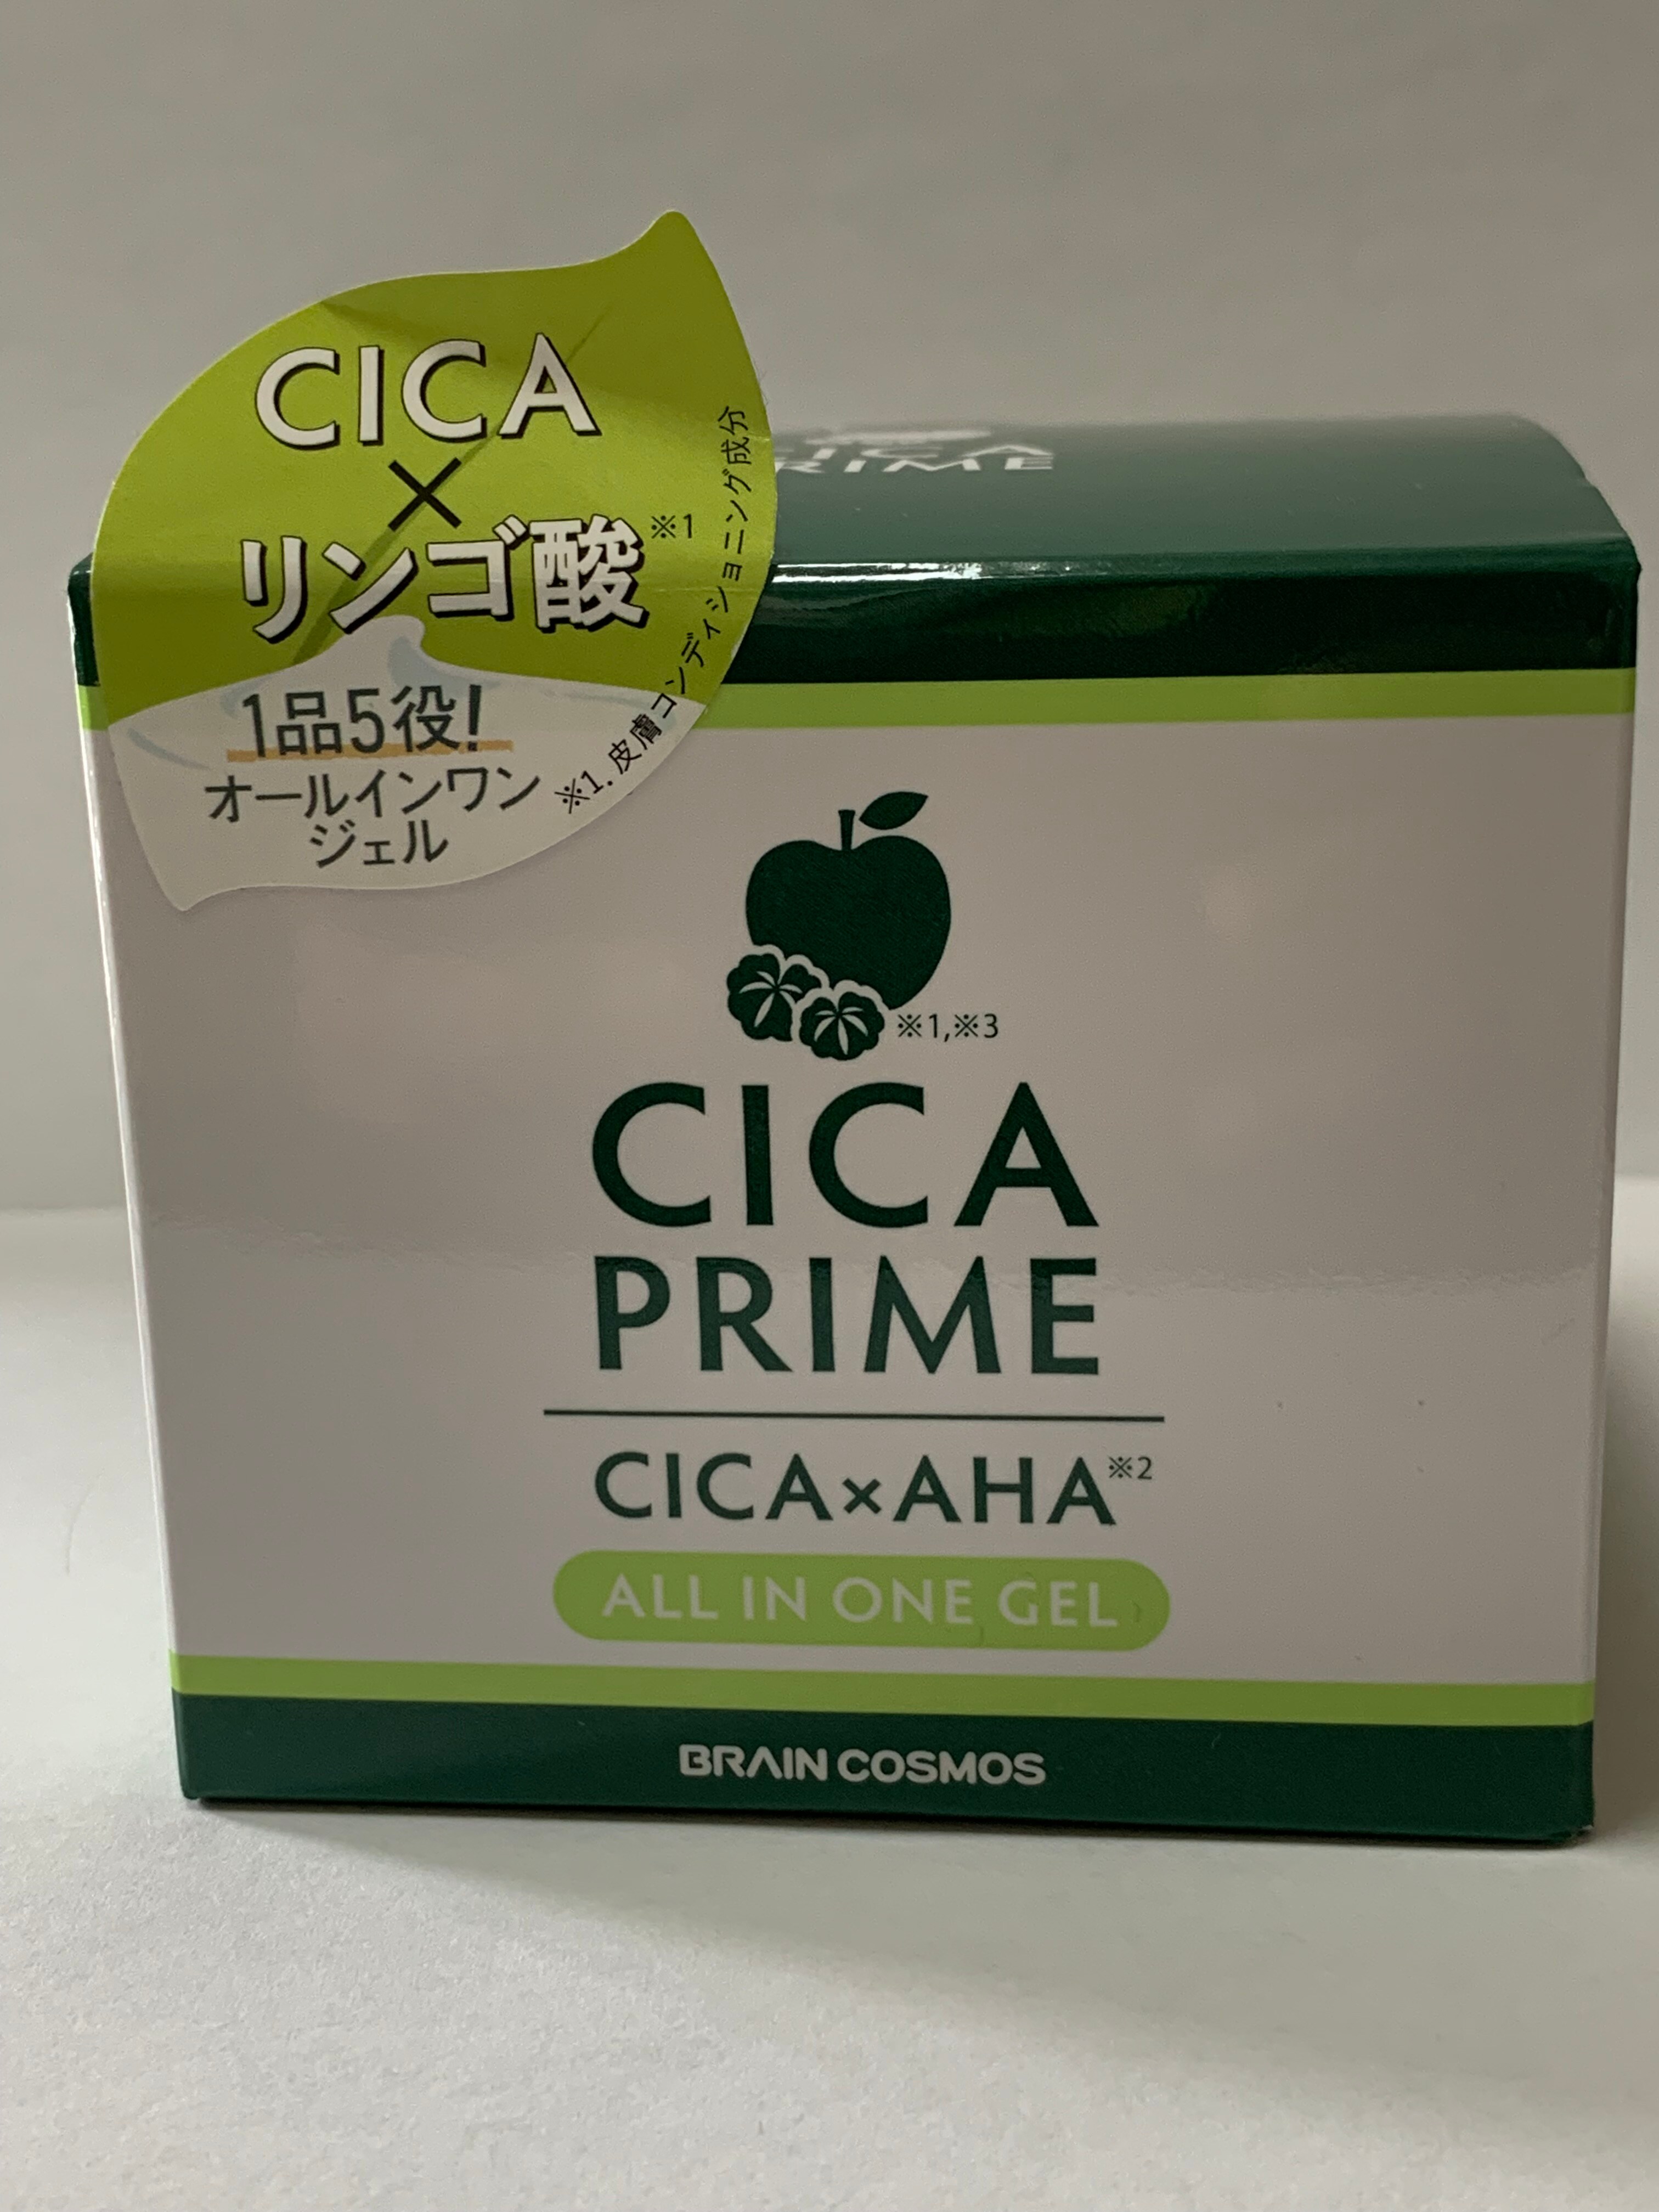 CICA
×
リンゴ酸※1
1品5役!
オールインワン
ジェル
※1.皮膚コンディショニング成分
CICA
PRIME
※1,※3
CICA
PRIME
CICA×AHA※2
ALL IN ONE GEL
BRAIN COSMOS